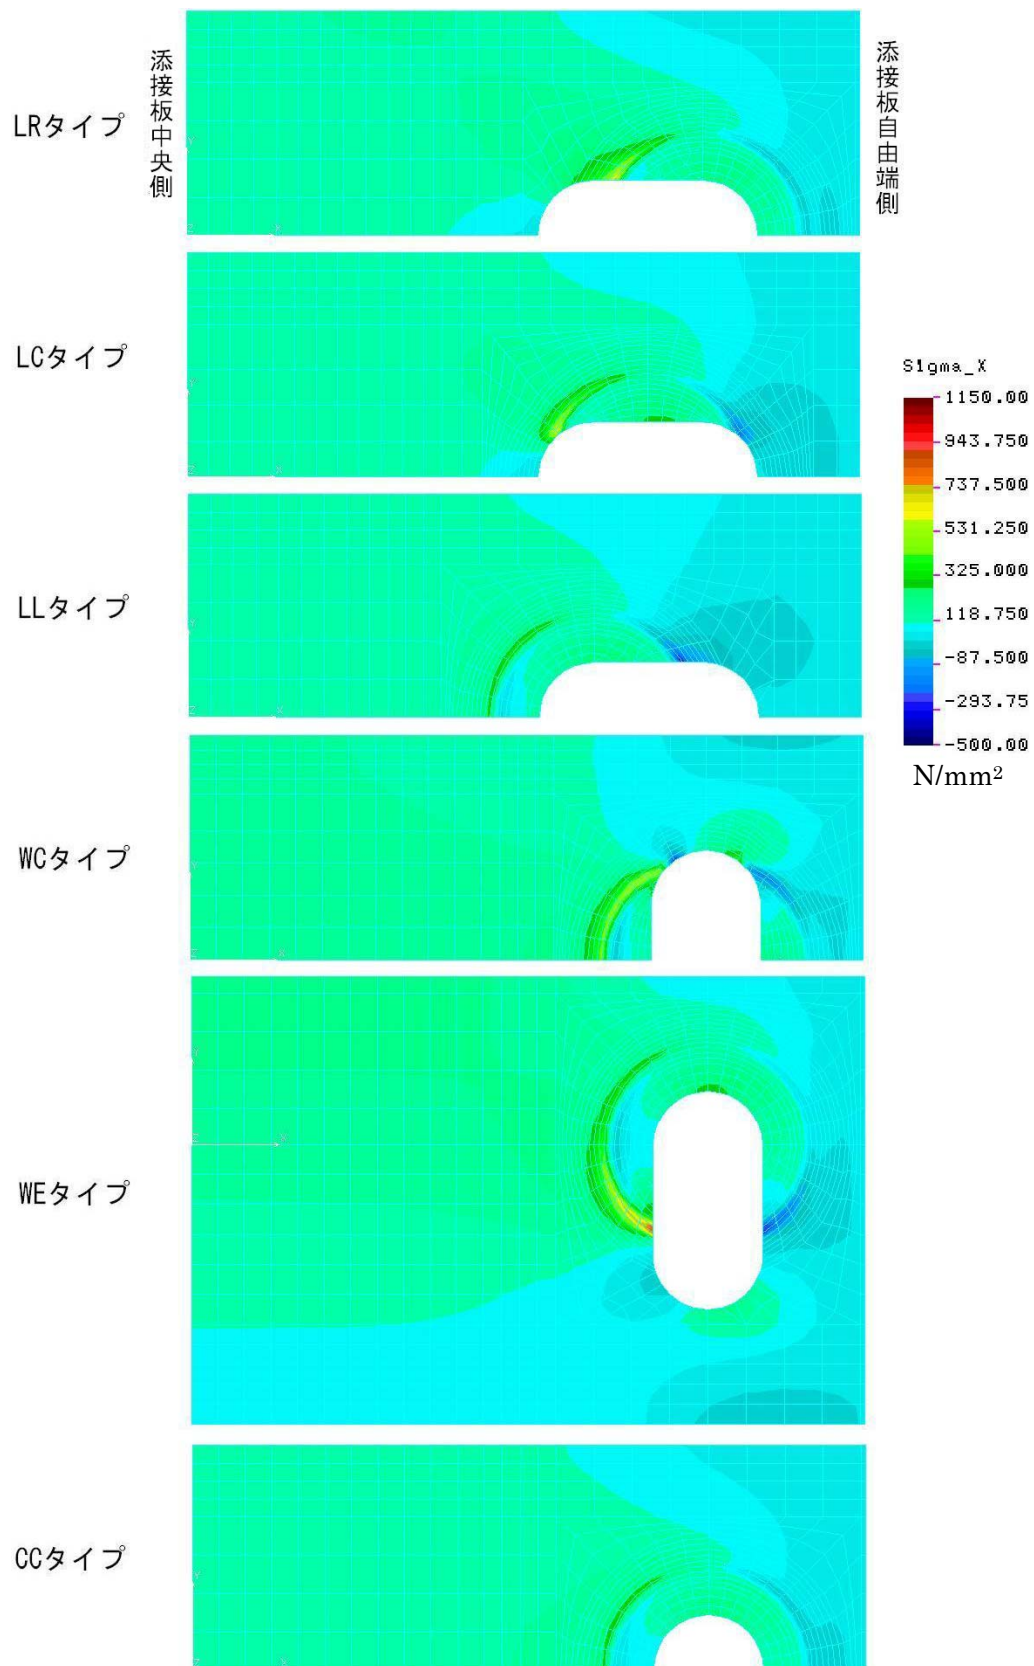 添接板中央側
添接板自由端側
LRタイプ
LCタイプ
Sigma_X
1150.00
943.750
737.500
531.250
325.000
118.750
-87.500
-293.75
-500.00
N/mm²
LLタイプ
WCタイプ
WEタイプ
CCタイプ